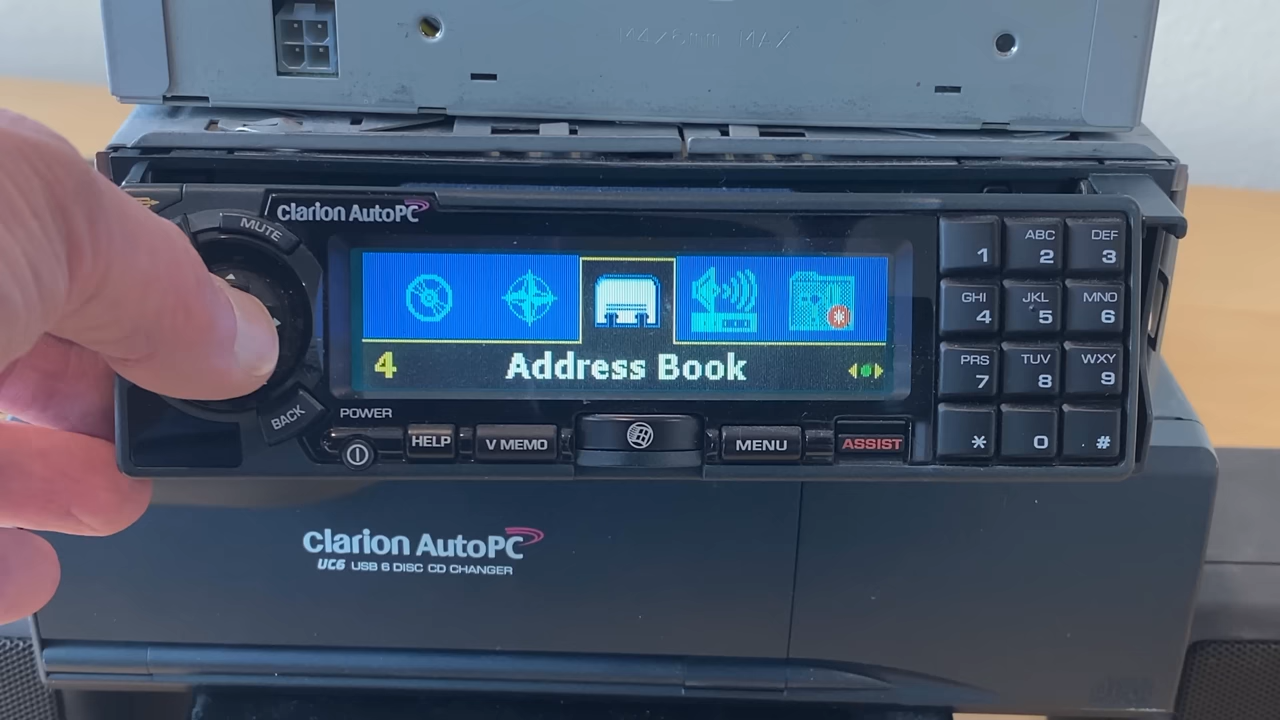 M4X6mm MAX
clarion AutoPC
MUTE
4
Address Book
BACK
POWER
HELP
V MEMO
MENU
ASSIST
1
ABC
2
DEF
3
GHI
4
JKL
5
MNO
6
PRS
7
TUV
8
WXY
9
*
0
#
clarion AutoPC
UC6 USB 6 DISC CD CHANGER